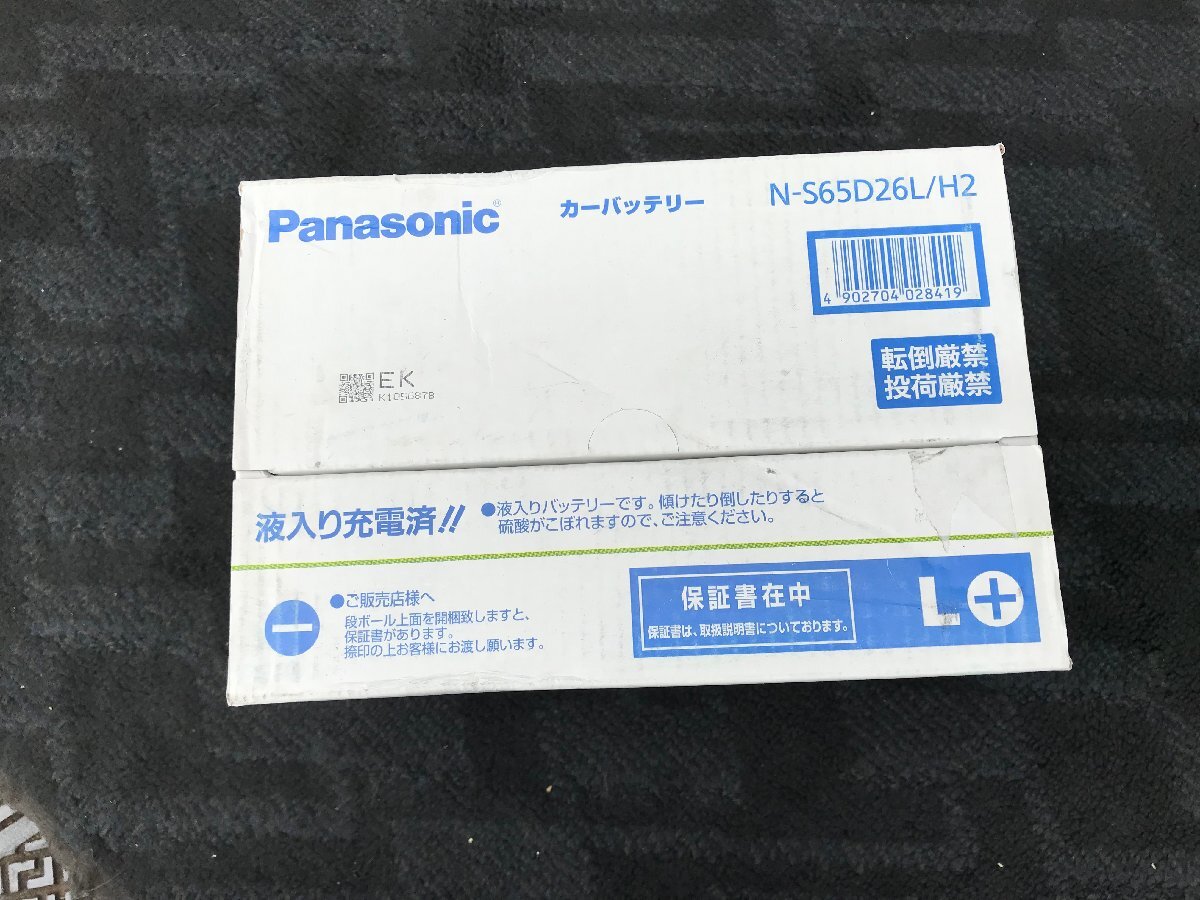 Panasonic®
カーバッテリー
N-S65D26L/H2
4 902704 028419
転倒厳禁
投荷厳禁
EK
K105687B
液入り充電済!!
●液入りバッテリーです。傾けたり倒したりすると
硫酸がこぼれますので、ご注意ください。
●ご販売店様へ
段ボール上面を開梱致しますと、
保証書があります。
捺印の上お客様にお渡し願います。
保証書在中
保証書は、取扱説明書についております。
L